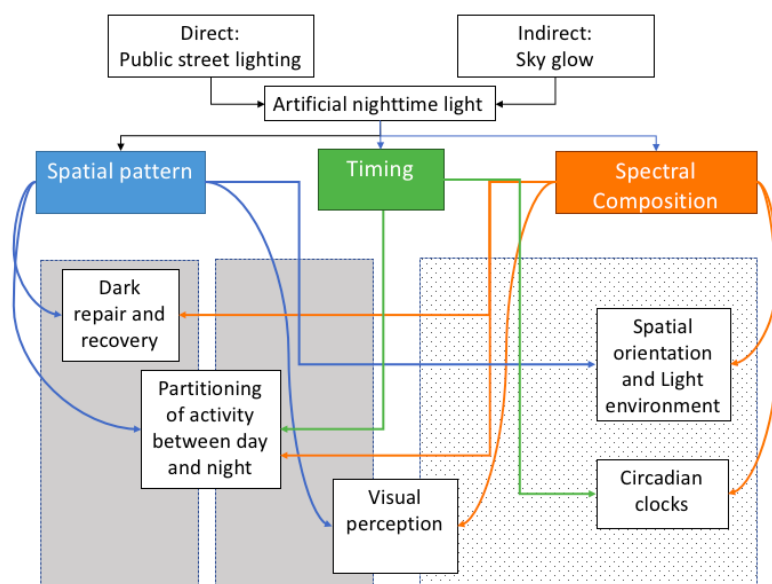 Direct:
Public street lighting
Indirect:
Sky glow
Artificial nighttime light
Spatial pattern
Timing
Spectral
Composition
Dark
repair and
recovery
Spatial
orientation
and Light
environment
Partitioning
of activity
between day
and night
Visual
perception
Circadian
clocks